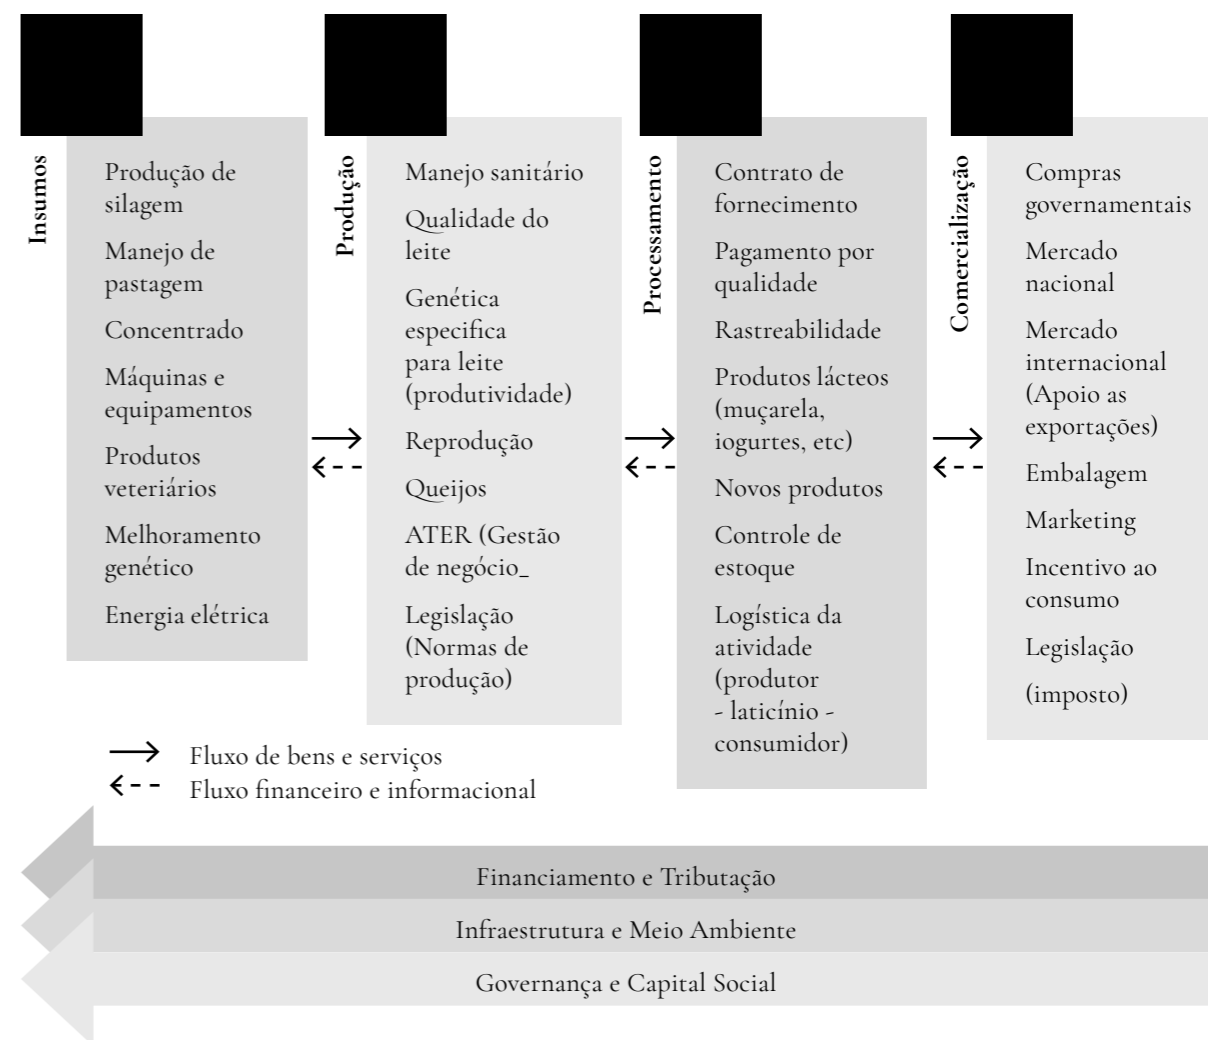 Insumos
Produção de
silagem
Manejo de
pastagem
Concentrado
Máquinas e
equipamentos
Produtos
veteriários
Melhoramento
genético
Energia elétrica
Produção
Manejo sanitário
Qualidade do
leite
Genética
especifica
para leite
(produtividade)
Reprodução
Queijos
ATER (Gestão
de negócio_
Legislação
(Normas de
produção)
Processamento
Contrato de
fornecimento
Pagamento por
qualidade
Rastreabilidade
Produtos lácteos
(muçarela,
iogurtes, etc)
Novos produtos
Controle de
estoque
Logística da
atividade
(produtor
- laticínio -
consumidor)
Comercialização
Compras
governamentais
Mercado
nacional
Mercado
internacional
(Apoio as
exportações)
Embalagem
Marketing
Incentivo ao
consumo
Legislação
(imposto)
Fluxo de bens e serviços
Fluxo financeiro e informacional
Financiamento e Tributação
Infraestrutura e Meio Ambiente
Governança e Capital Social